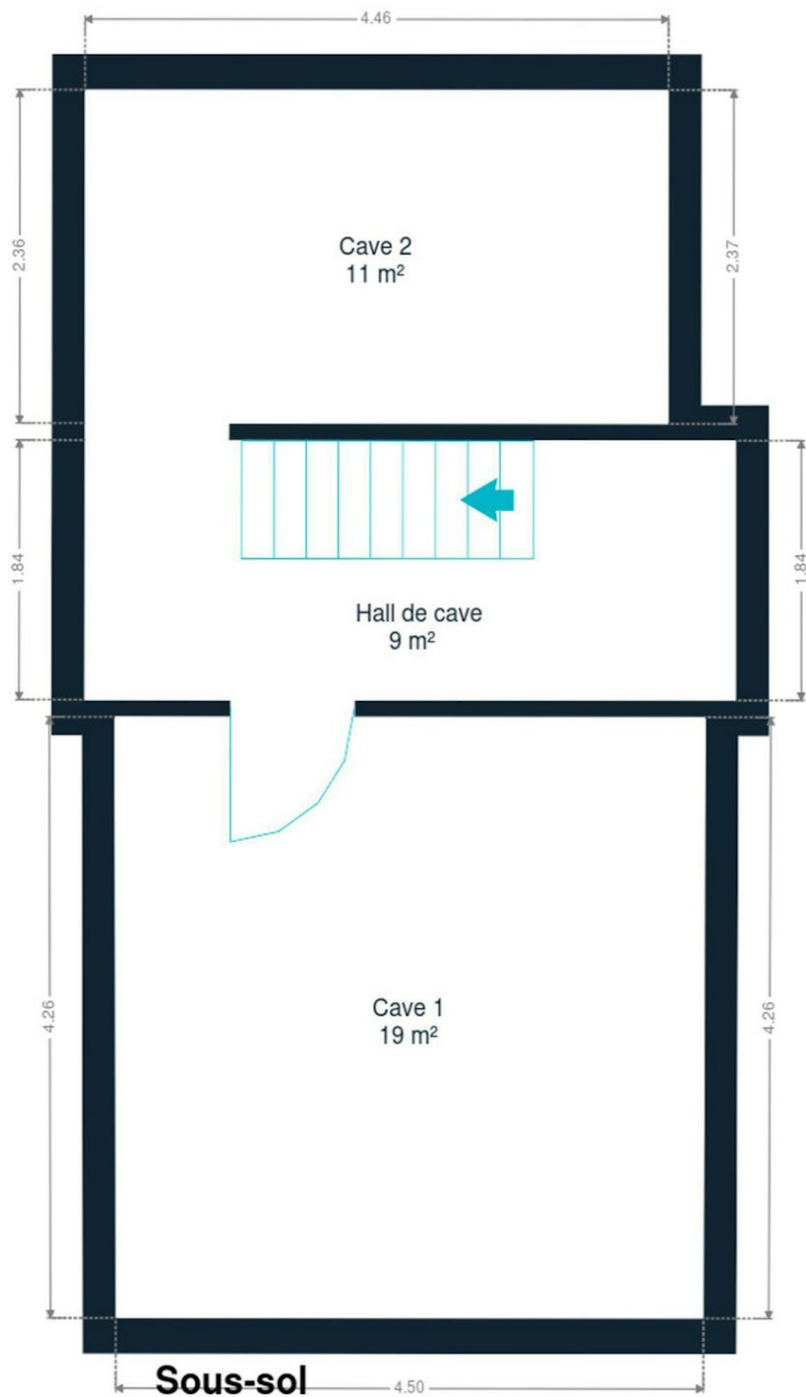 4.46
Cave 2
11 m²
2.36
2.37
Hall de cave
9 m²
1.84
1.84
Cave 1
19 m²
4.26
4.26
Sous-sol
4.50